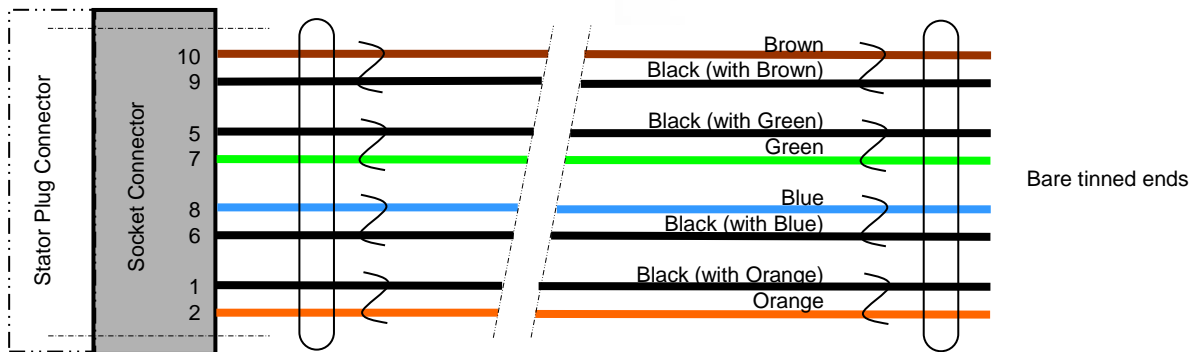 Stator Plug Connector
Socket Connector
10
Brown
9
Black (with Brown)
5
Black (with Green)
7
Green
8
Blue
6
Black (with Blue)
1
Black (with Orange)
2
Orange
Bare tinned ends